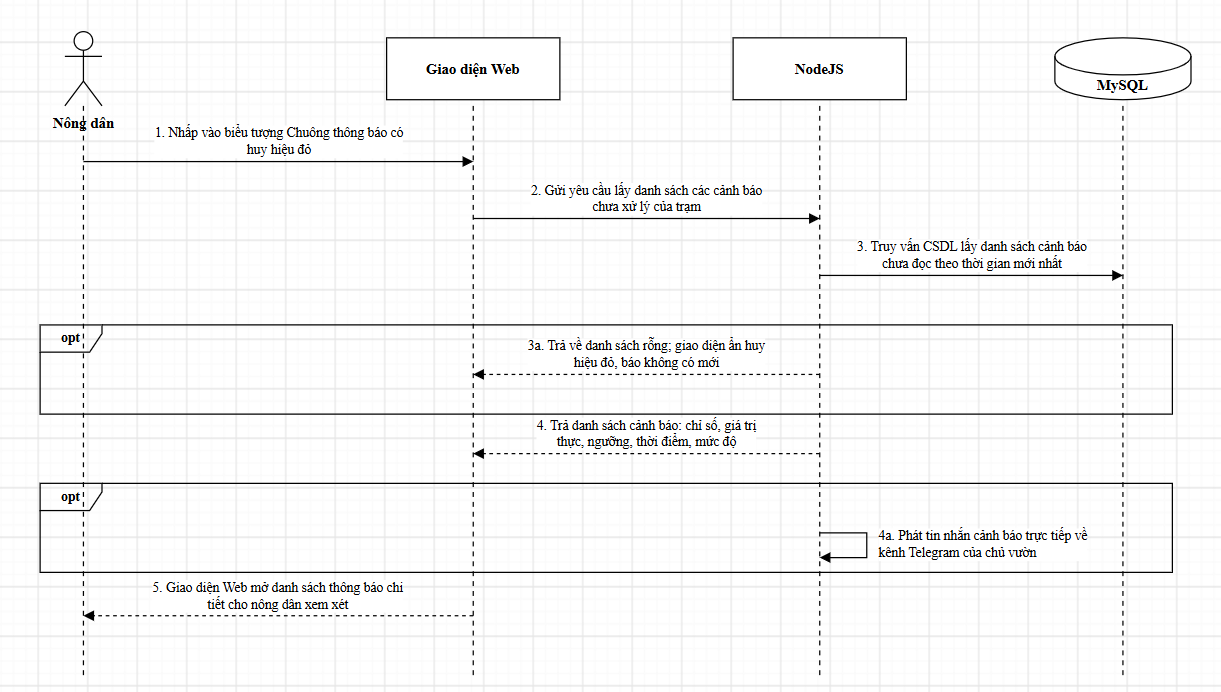 Giao diện Web
NodeJS
MySQL
Nông dân
1. Nhấp vào biểu tượng Chuông thông báo có
huy hiệu đỏ
2. Gửi yêu cầu lấy danh sách các cảnh báo
chưa xử lý của trạm
3. Truy vấn CSDL lấy danh sách cảnh báo
chưa đọc theo thời gian mới nhất
opt
3a. Trả về danh sách rỗng; giao diện ẩn huy
hiệu đỏ, báo không có mới
4. Trả danh sách cảnh báo: chỉ số, giá trị
thực, ngưỡng, thời điểm, mức độ
opt
4a. Phát tin nhắn cảnh báo trực tiếp về
kênh Telegram của chủ vườn
5. Giao diện Web mở danh sách thông báo chi
tiết cho nông dân xem xét